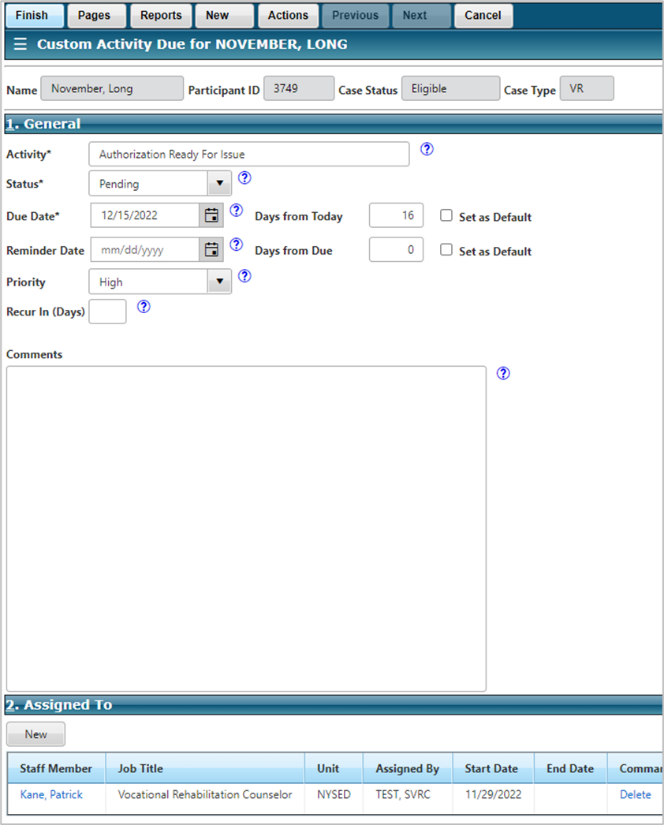 Finish Pages Reports New Actions Previous Next Cancel
☰ Custom Activity Due for NOVEMBER, LONG
Name November, Long Participant ID 3749 Case Status Eligible Case Type VR
1. General
Activity* Authorization Ready For Issue ?
Status* Pending ?
Due Date* 12/15/2022 ? Days from Today 16 Set as Default
Reminder Date mm/dd/yyyy ? Days from Due 0 Set as Default
Priority High ?
Recur In (Days) ?
Comments
?
2. Assigned To
New
Staff Member Job Title Unit Assigned By Start Date End Date Comman
Kane, Patrick Vocational Rehabilitation Counselor NYSED TEST, SVRC 11/29/2022 Delete